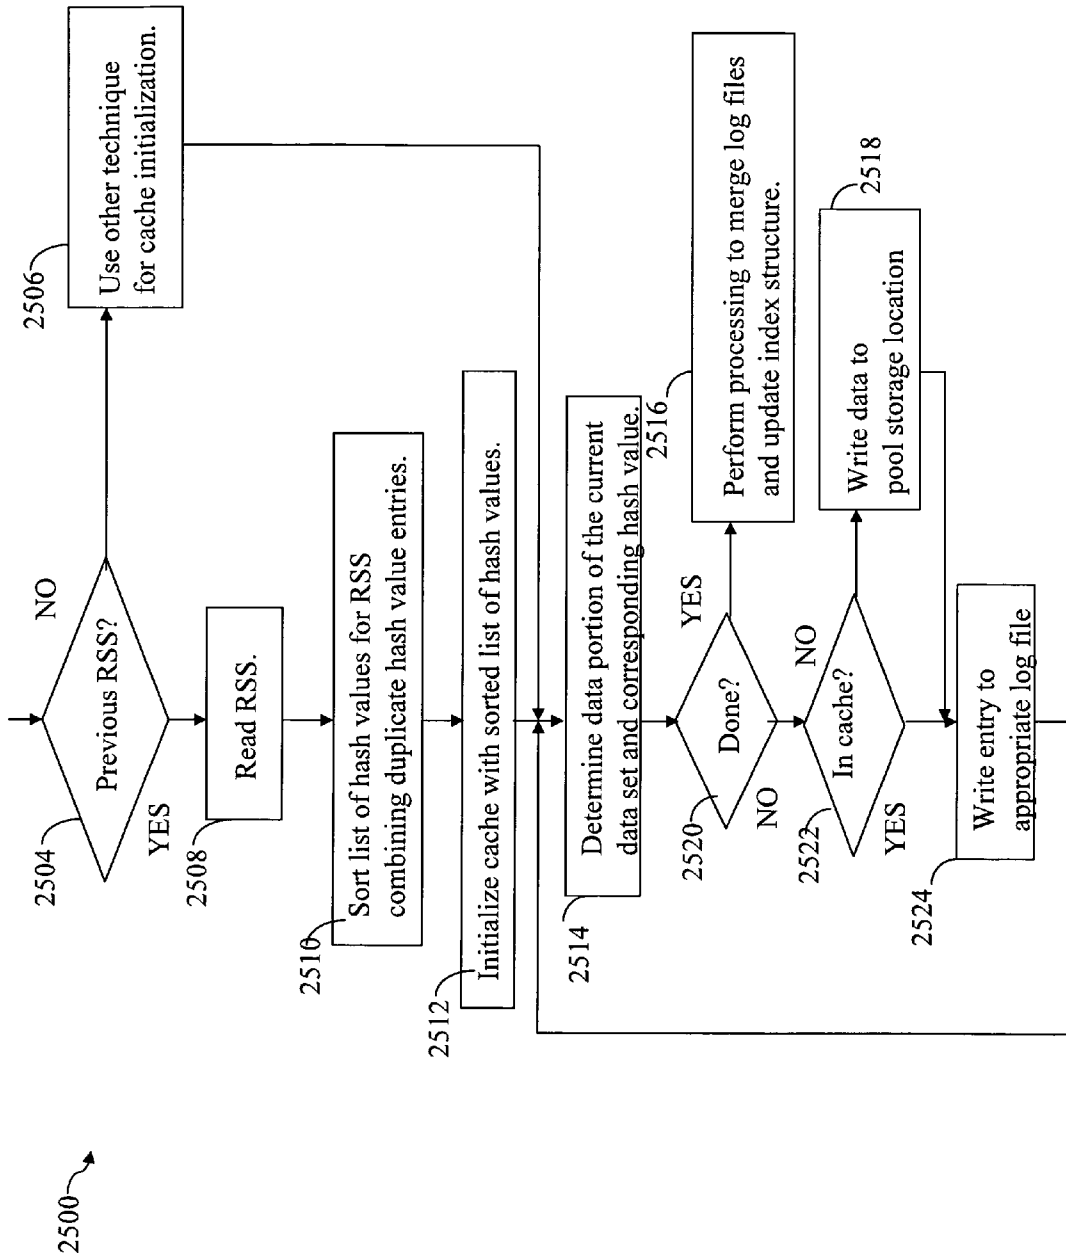 2500
2504
Previous RSS?
NO
YES
2506
Use other technique
for cache initialization.
2508
Read RSS.
2510
Sort list of hash values for RSS
combining duplicate hash value entries.
2512
Initialize cache with sorted list of hash values.
2514
Determine data portion of the current
data set and corresponding hash value.
2520
Done?
YES
NO
2516
Perform processing to merge log files
and update index structure.
2522
In cache?
NO
YES
2518
Write data to
pool storage location
2524
Write entry to
appropriate log file